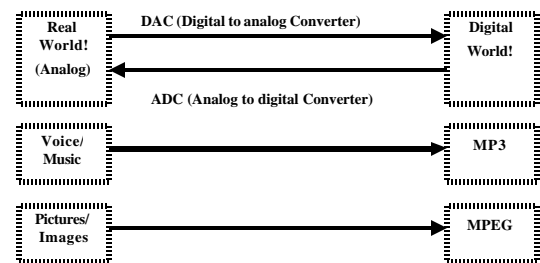 Real
World!
(Analog)
DAC (Digital to analog Converter)
Digital
World!
ADC (Analog to digital Converter)
Voice/
Music
MP3
Pictures/
Images
MPEG